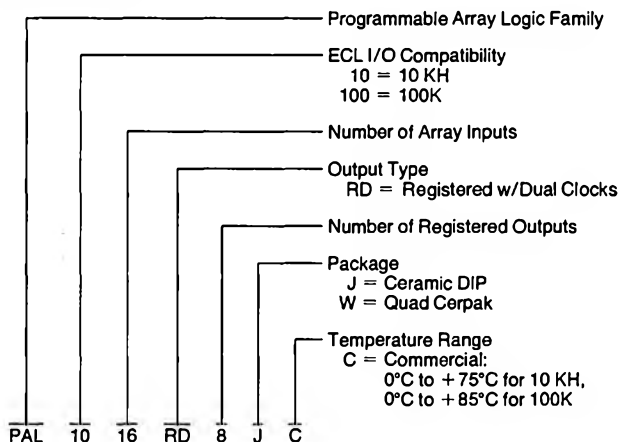 Programmable Array Logic Family
ECL I/O Compatibility
10 = 10 KH
100 = 100K
Number of Array Inputs
Output Type
RD = Registered w/Dual Clocks
Number of Registered Outputs
Package
J = Ceramic DIP
W = Quad Cerpak
Temperature Range
C = Commercial:
0°C to +75°C for 10 KH,
0°C to +85°C for 100K
PAL 10 16 RD 8 J C